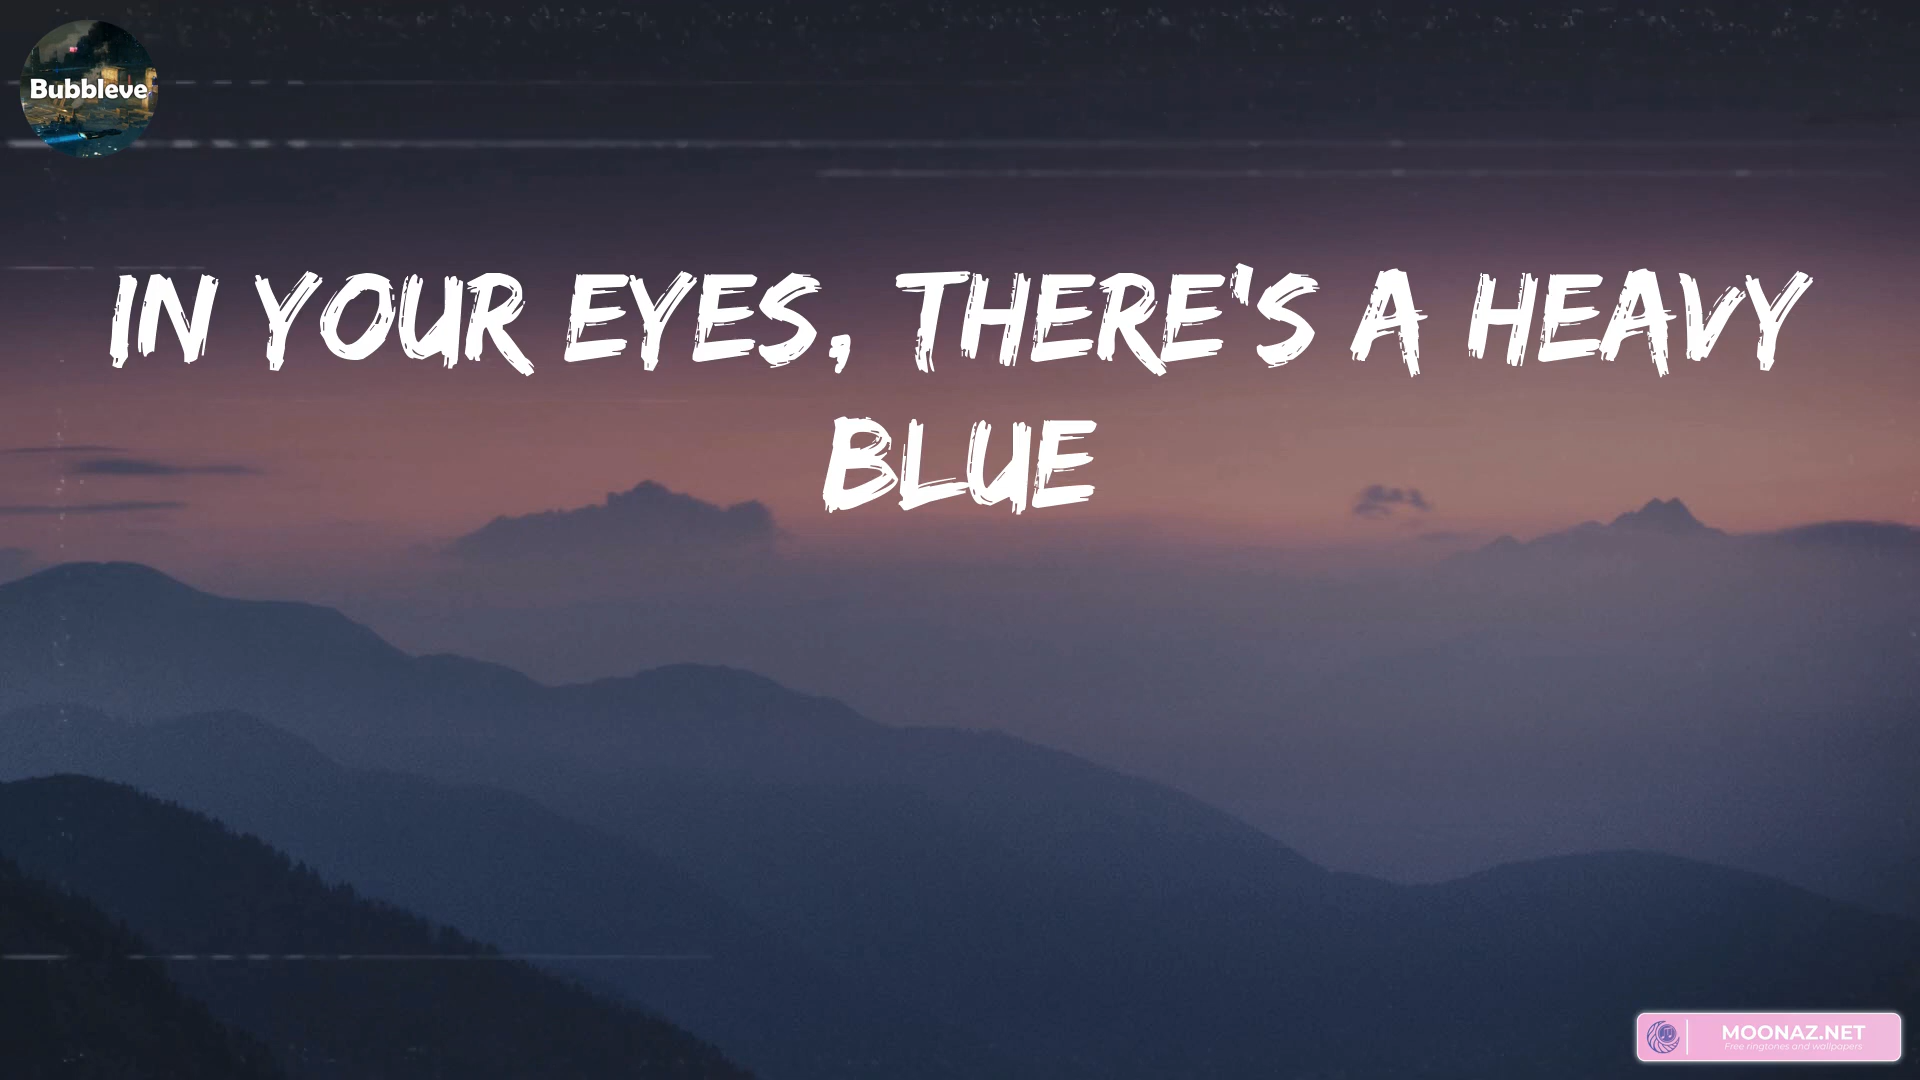 Bubbleve
IN YOUR EYES, THERE'S A HEAVY
BLUE
MOONAZ.NET
Free ringtones and wallpapers